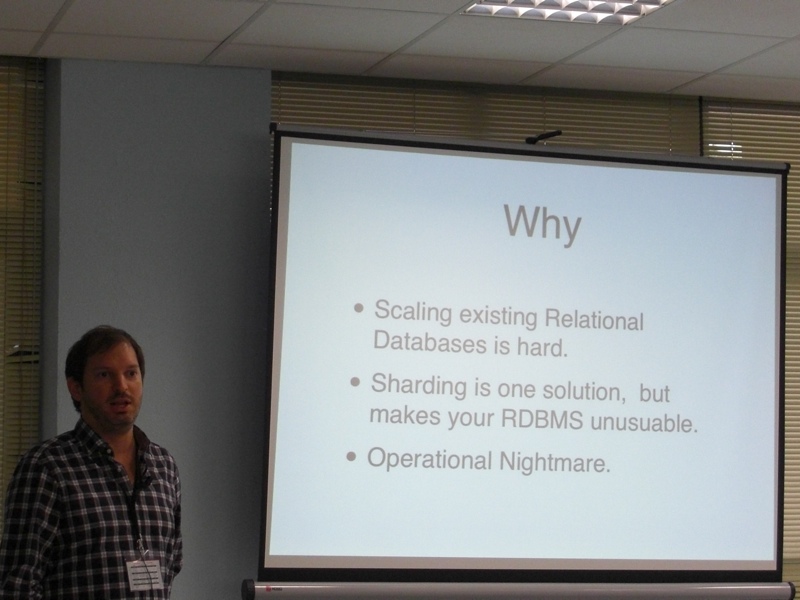 Why
• Scaling existing Relational
Databases is hard.
• Sharding is one solution, but
makes your RDBMS unusuable.
• Operational Nightmare.